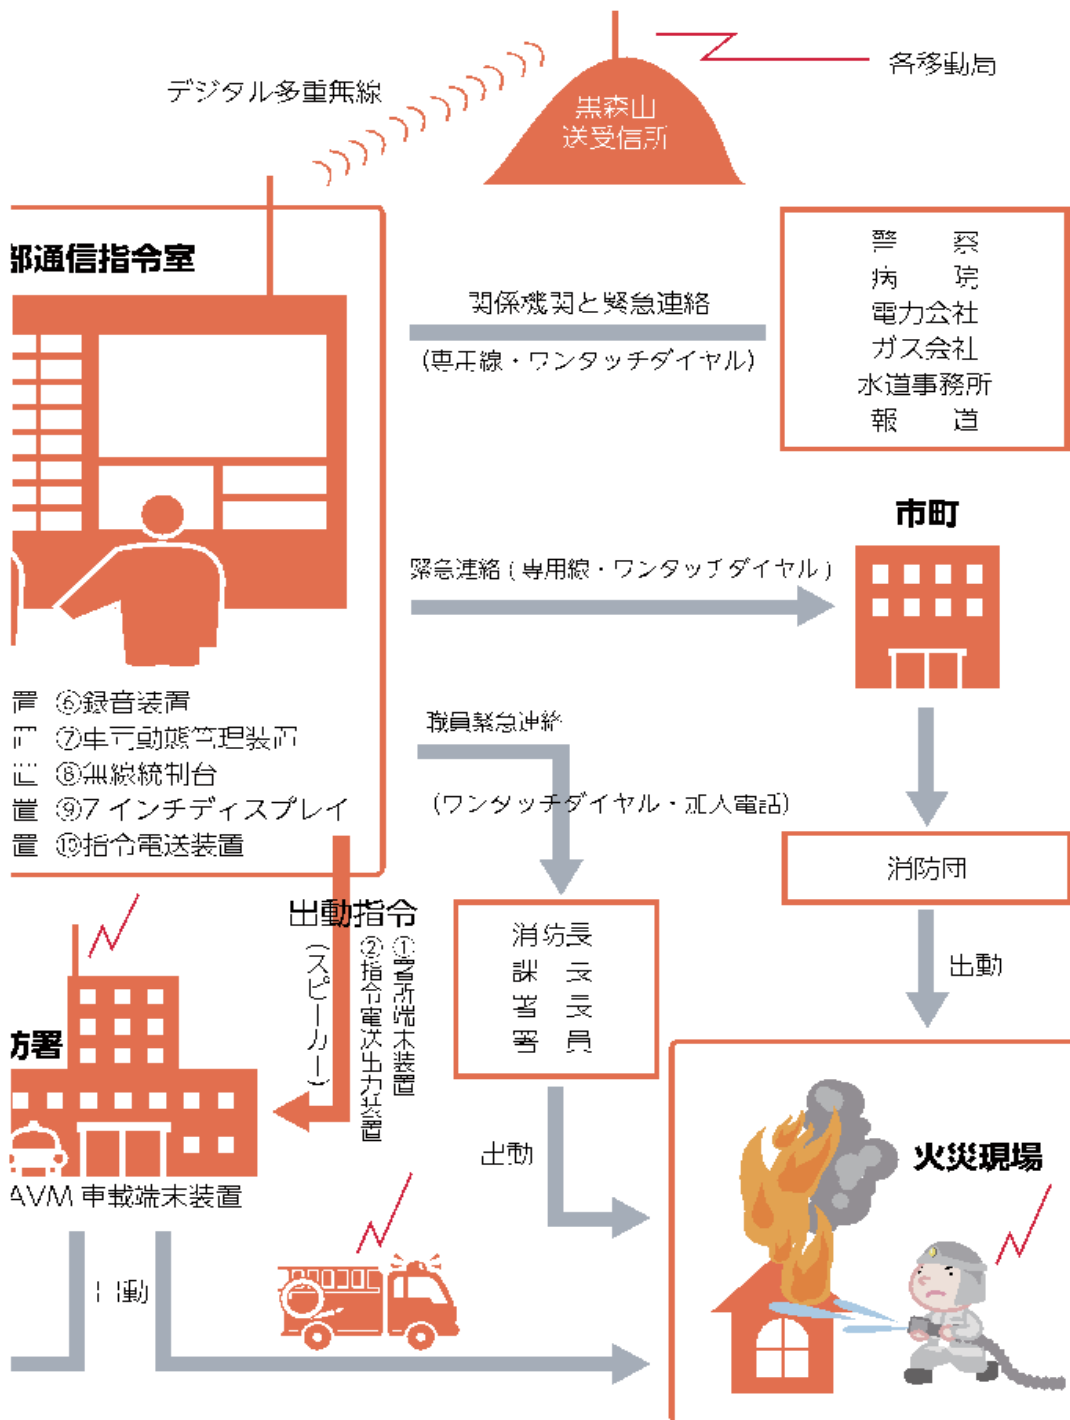 各移動局
デジタル多重無線
黒森山
送受信所
部通信指令室
警　察
病　院
電力会社
ガス会社
水道事務所
報　道
関係機関と緊急連絡
(専用線・ワンタッチダイヤル)
市町
緊急連絡(専用線・ワンタッチダイヤル)
置 ⑥録音装置
⑦車両動態管理装置
⑧無線統制台
置 ⑨7インチディスプレイ
置 ⑩指令電送装置
職員緊急連絡
(ワンタッチダイヤル・加入電話)
消防団
出動
出動指令
①署所端末装置
②指令電送出力装置
(スピーカー)
消防長
課　長
署　長
署　員
出動
防署
AVM車載端末装置
出動
火災現場